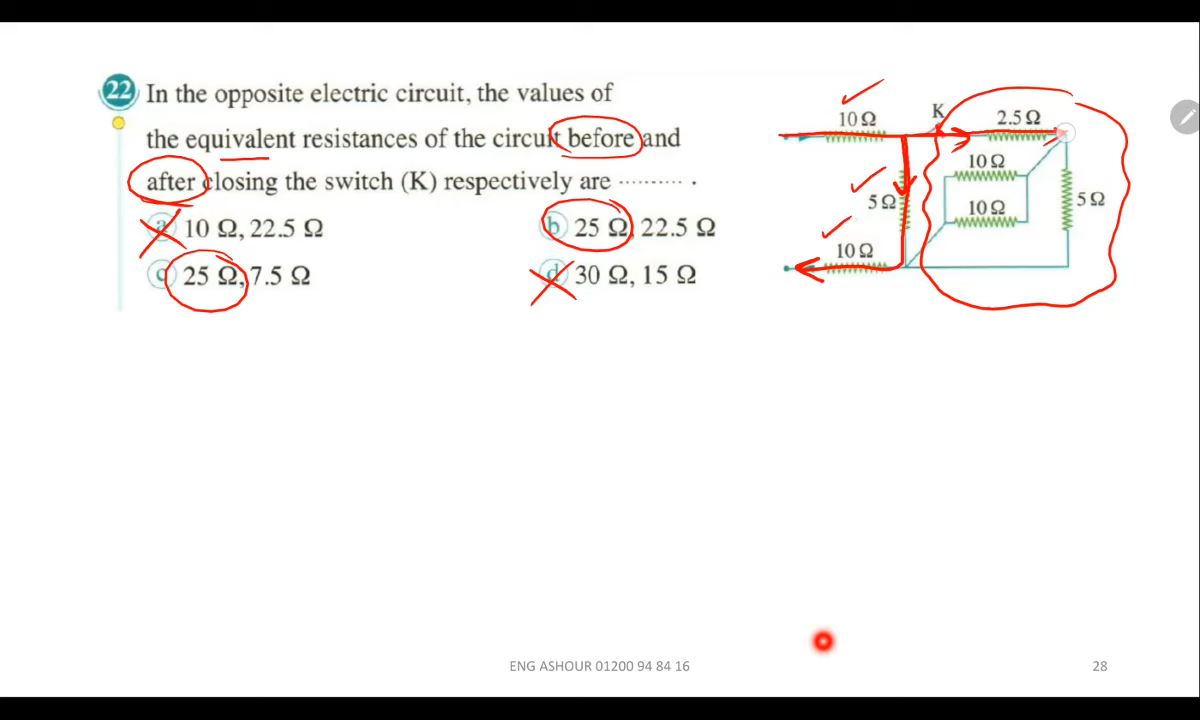 22 In the opposite electric circuit, the values of
the equivalent resistances of the circuit before and
after closing the switch (K) respectively are .......... .
a 10 Ω, 22.5 Ω
b 25 Ω, 22.5 Ω
c 25 Ω, 7.5 Ω
d 30 Ω, 15 Ω
10 Ω
K
2.5 Ω
10 Ω
5 Ω
10 Ω
5 Ω
10 Ω
ENG ASHOUR 01200 94 84 16
28